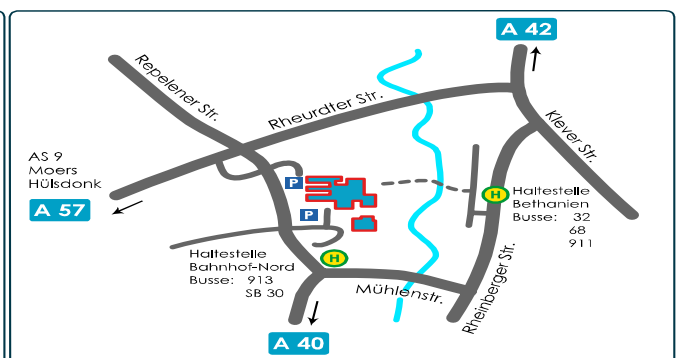 A 42
Repelener Str.
Rheurdter Str.
Klever Str.
AS 9
Moers
Hülsdonk
A 57
P
P
H
Haltestelle
Bethanien
Busse: 32
68
911
Haltestelle
Bahnhof-Nord
Busse: 913
SB 30
H
Mühlenstr.
Rheinberger Str.
A 40